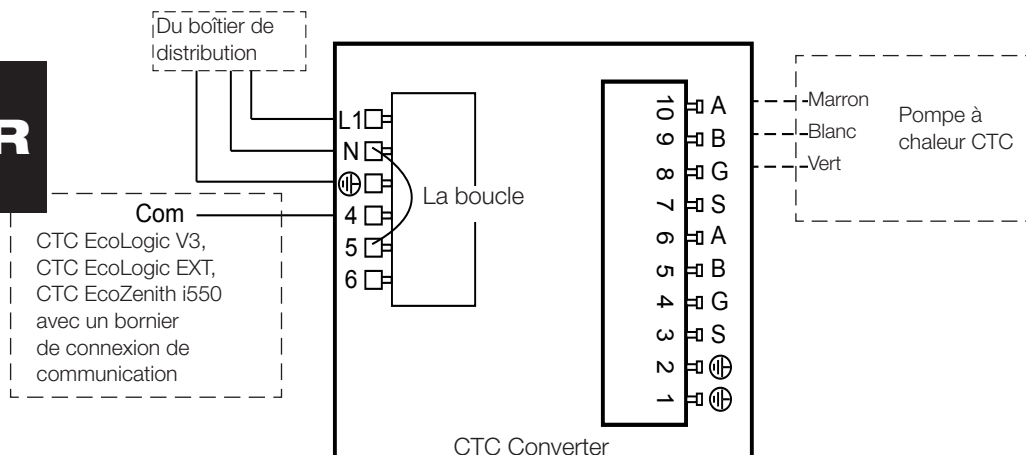 Du boîtier de
distribution
R
L1
N
4
5
6
La boucle
Com
CTC EcoLogic V3,
CTC EcoLogic EXT,
CTC EcoZenith i550
avec un bornier
de connexion de
communication
10 A
9 B
8 G
7 S
6 A
5 B
4 G
3 S
2
1
Marron
Blanc
Vert
Pompe à
chaleur CTC
CTC Converter